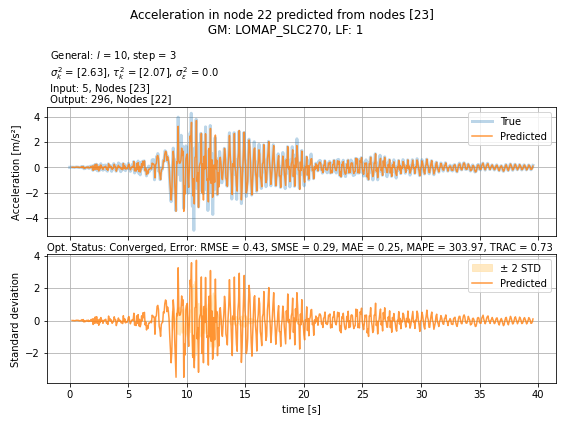 Acceleration in node 22 predicted from nodes [23]
GM: LOMAP_SLC270, LF: 1
General: l = 10, step = 3
σ²ₖ = [2.63], τ²ₖ = [2.07], σ²ε = 0.0
Input: 5, Nodes [23]
Output: 296, Nodes [22]
True
Predicted
Acceleration [m/s²]
4
2
0
−2
−4
Opt. Status: Converged, Error: RMSE = 0.43, SMSE = 0.29, MAE = 0.25, MAPE = 303.97, TRAC = 0.73
± 2 STD
Predicted
Standard deviation
4
2
0
−2
0 5 10 15 20 25 30 35 40
time [s]